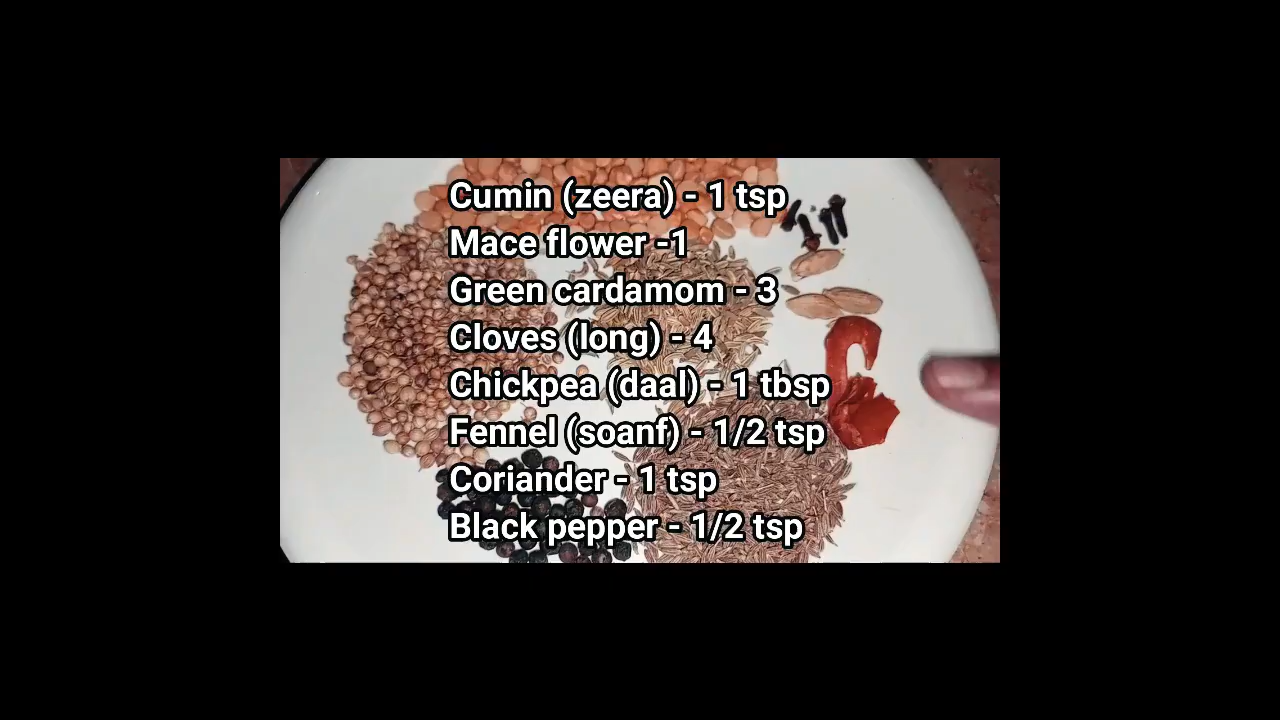 Cumin (zeera) - 1 tsp
Mace flower -1
Green cardamom - 3
Cloves (long) - 4
Chickpea (daal) - 1 tbsp
Fennel (soanf) - 1/2 tsp
Coriander - 1 tsp
Black pepper - 1/2 tsp